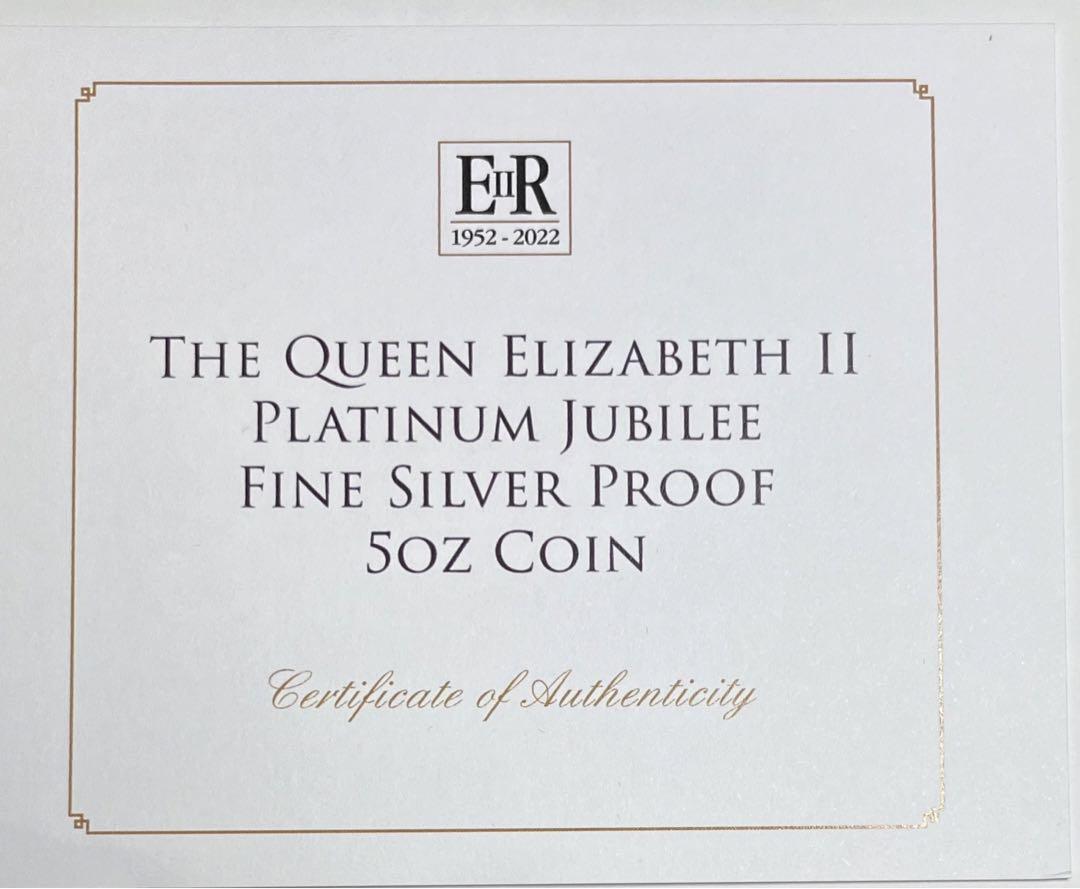 EIIR
1952 - 2022
THE QUEEN ELIZABETH II
PLATINUM JUBILEE
FINE SILVER PROOF
5OZ COIN
Certificate of Authenticity